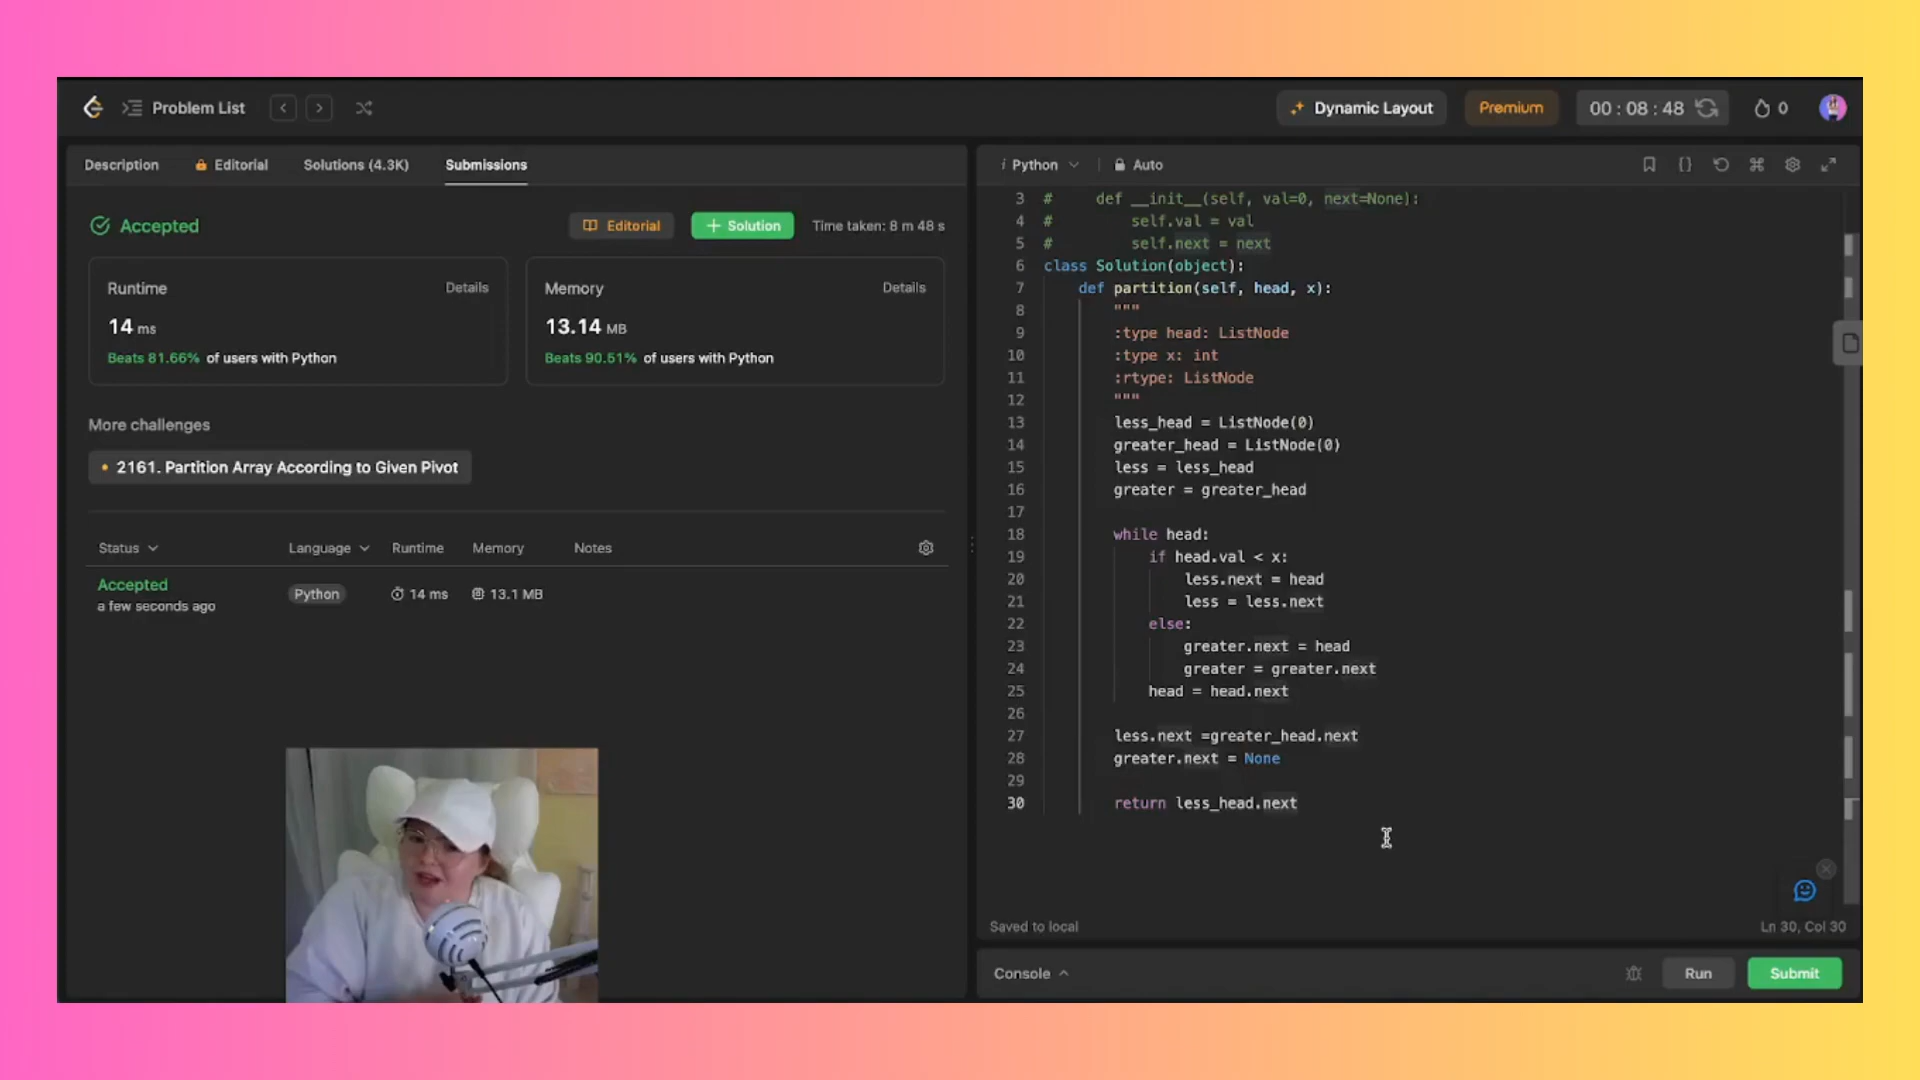 Problem List
Dynamic Layout
Premium
00 : 08 : 48
0
Description
Editorial
Solutions (4.3K)
Submissions
Accepted
Editorial
+ Solution
Time taken: 8 m 48 s
Runtime
Details
14 ms
Beats 81.66% of users with Python
Memory
Details
13.14 MB
Beats 90.51% of users with Python
More challenges
2161. Partition Array According to Given Pivot
Status
Language
Runtime
Memory
Notes
Accepted
a few seconds ago
Python
14 ms
13.1 MB
i Python
Auto
3 #     def __init__(self, val=0, next=None):
4 #         self.val = val
5 #         self.next = next
6 class Solution(object):
7     def partition(self, head, x):
8         """
9         :type head: ListNode
10         :type x: int
11         :rtype: ListNode
12         """
13         less_head = ListNode(0)
14         greater_head = ListNode(0)
15         less = less_head
16         greater = greater_head
17
18         while head:
19             if head.val < x:
20                 less.next = head
21                 less = less.next
22             else:
23                 greater.next = head
24                 greater = greater.next
25             head = head.next
26
27         less.next =greater_head.next
28         greater.next = None
29
30         return less_head.next
Saved to local
Ln 30, Col 30
Console
Run
Submit